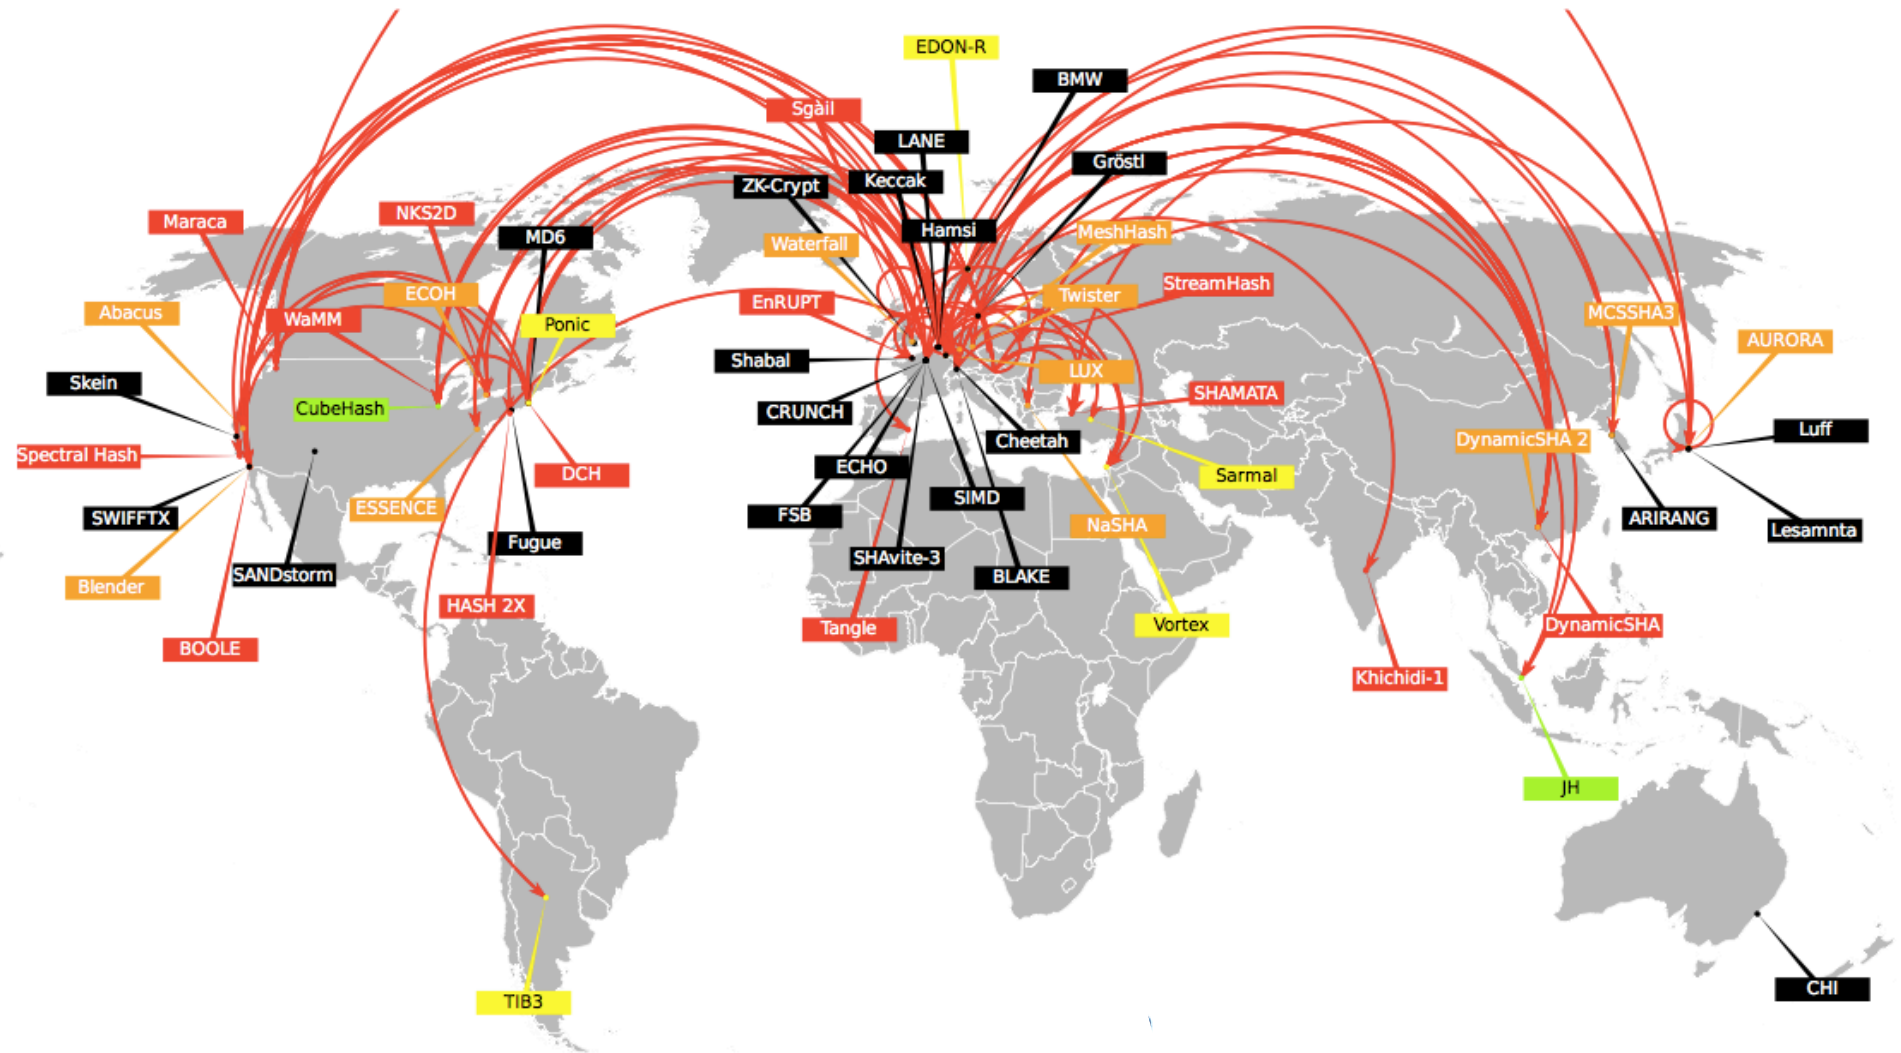 EDON-R
BMW
Sgàil
LANE
Gröstl
Keccak
ZK-Crypt
NKS2D
Maraca
Hamsi
MeshHash
MD6
Waterfall
StreamHash
ECOH
Twister
EnRUPT
Abacus
WaMM
Ponic
MCSSHA3
AURORA
Shabal
LUX
Skein
SHAMATA
CubeHash
CRUNCH
Luff
Cheetah
DynamicSHA 2
Spectral Hash
ECHO
DCH
Sarmal
SIMD
ESSENCE
SWIFFTX
FSB
ARIRANG
NaSHA
Lesamnta
Fugue
SHAvite-3
SANDstorm
BLAKE
Blender
HASH 2X
Vortex
DynamicSHA
Tangle
BOOLE
Khichidi-1
JH
CHI
TIB3